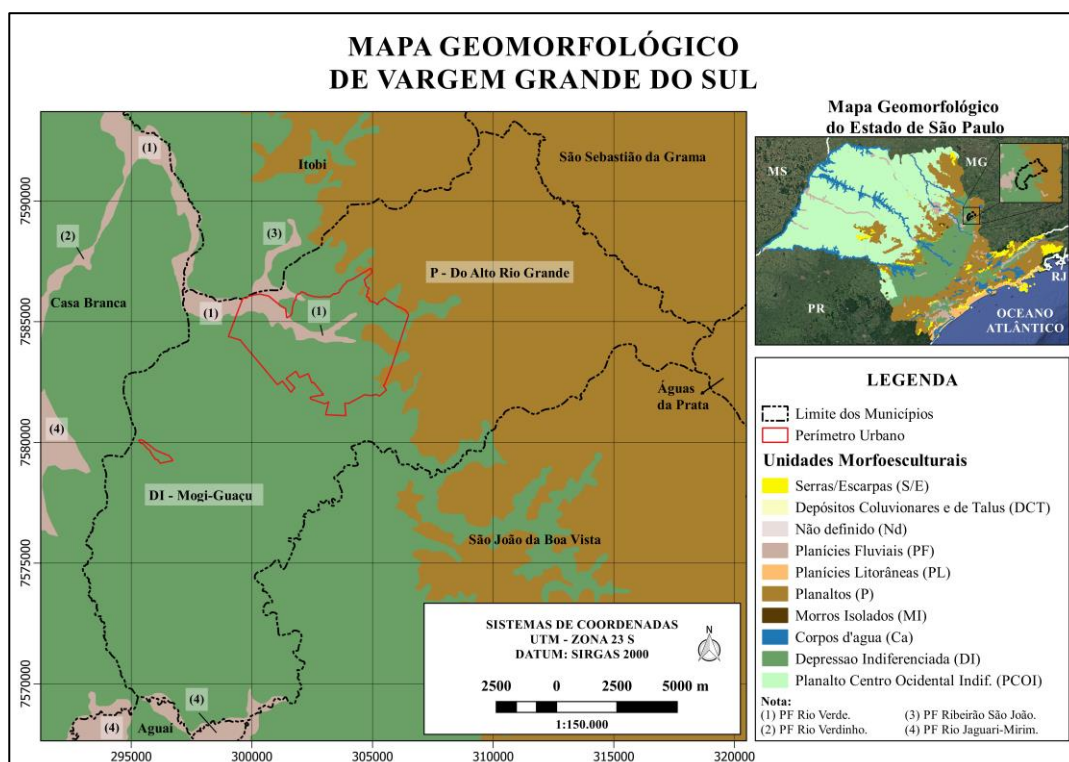 MAPA GEOMORFOLÓGICO
DE VARGEM GRANDE DO SUL
(1)
Itobi
São Sebastião da Grama
(2)
(3)
P - Do Alto Rio Grande
Casa Branca
(1)
(1)
Águas
da Prata
(4)
DI - Mogi-Guaçu
São João da Boa Vista
(4)
(4)
Aguaí
7590000
7585000
7580000
7575000
7570000
295000
300000
305000
310000
315000
320000
SISTEMAS DE COORDENADAS
UTM - ZONA 23 S
DATUM: SIRGAS 2000
N
2500
0
2500
5000 m
1:150.000
Mapa Geomorfológico
do Estado de São Paulo
MS
MG
RJ
PR
OCEANO
ATLÂNTICO
LEGENDA
Limite dos Municípios
Perímetro Urbano
Unidades Morfoesculturais
Serras/Escarpas (S/E)
Depósitos Coluvionares e de Talus (DCT)
Não definido (Nd)
Planícies Fluviais (PF)
Planícies Litorâneas (PL)
Planaltos (P)
Morros Isolados (MI)
Corpos d'agua (Ca)
Depressao Indiferenciada (DI)
Planalto Centro Ocidental Indif. (PCOI)
Nota:
(1) PF Rio Verde. (3) PF Ribeirão São João.
(2) PF Rio Verdinho. (4) PF Rio Jaguari-Mirim.